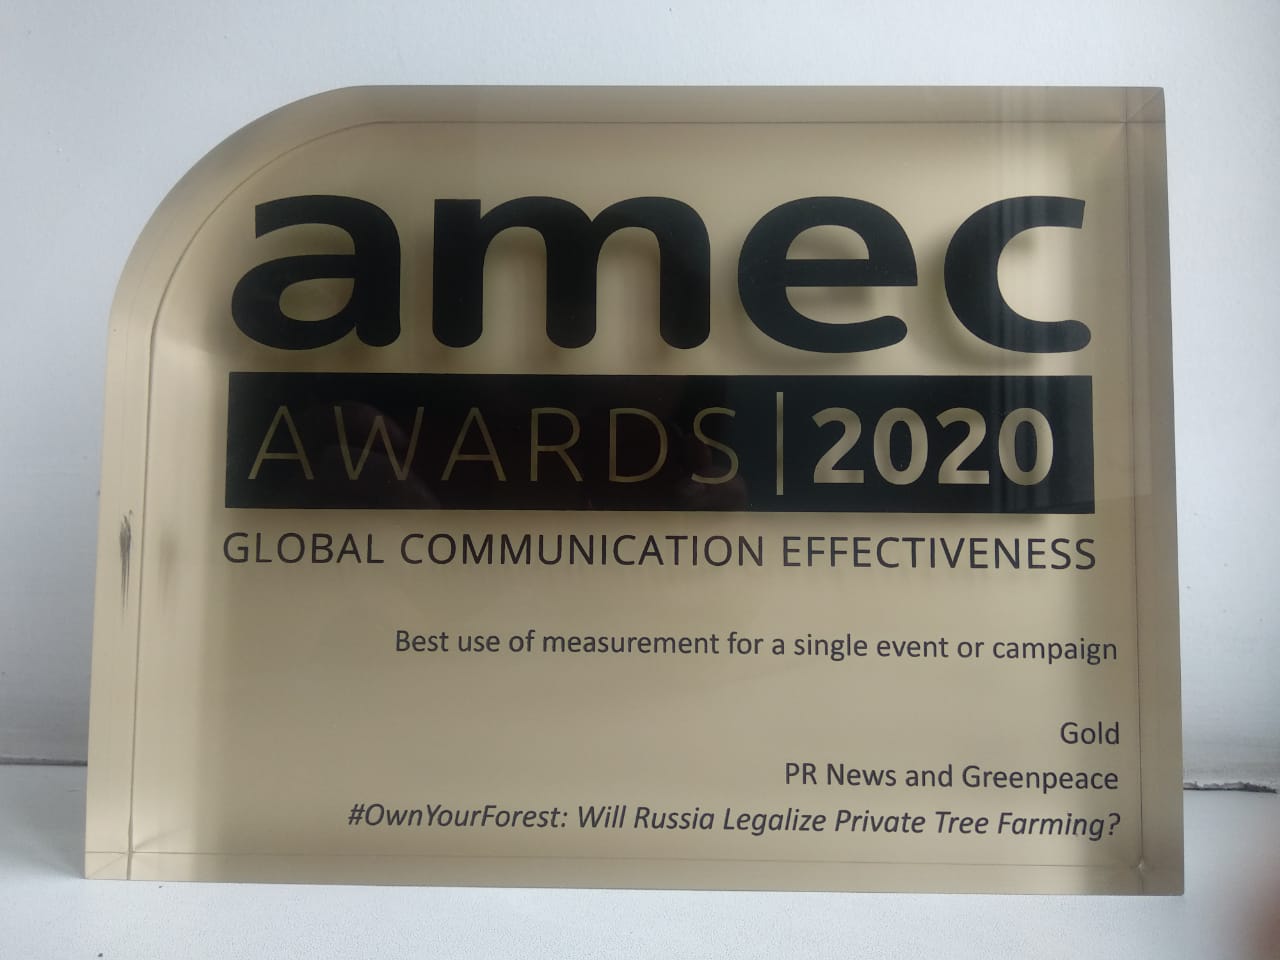 amec
AWARDS | 2020
GLOBAL COMMUNICATION EFFECTIVENESS
Best use of measurement for a single event or campaign
Gold
PR News and Greenpeace
#OwnYourForest: Will Russia Legalize Private Tree Farming?